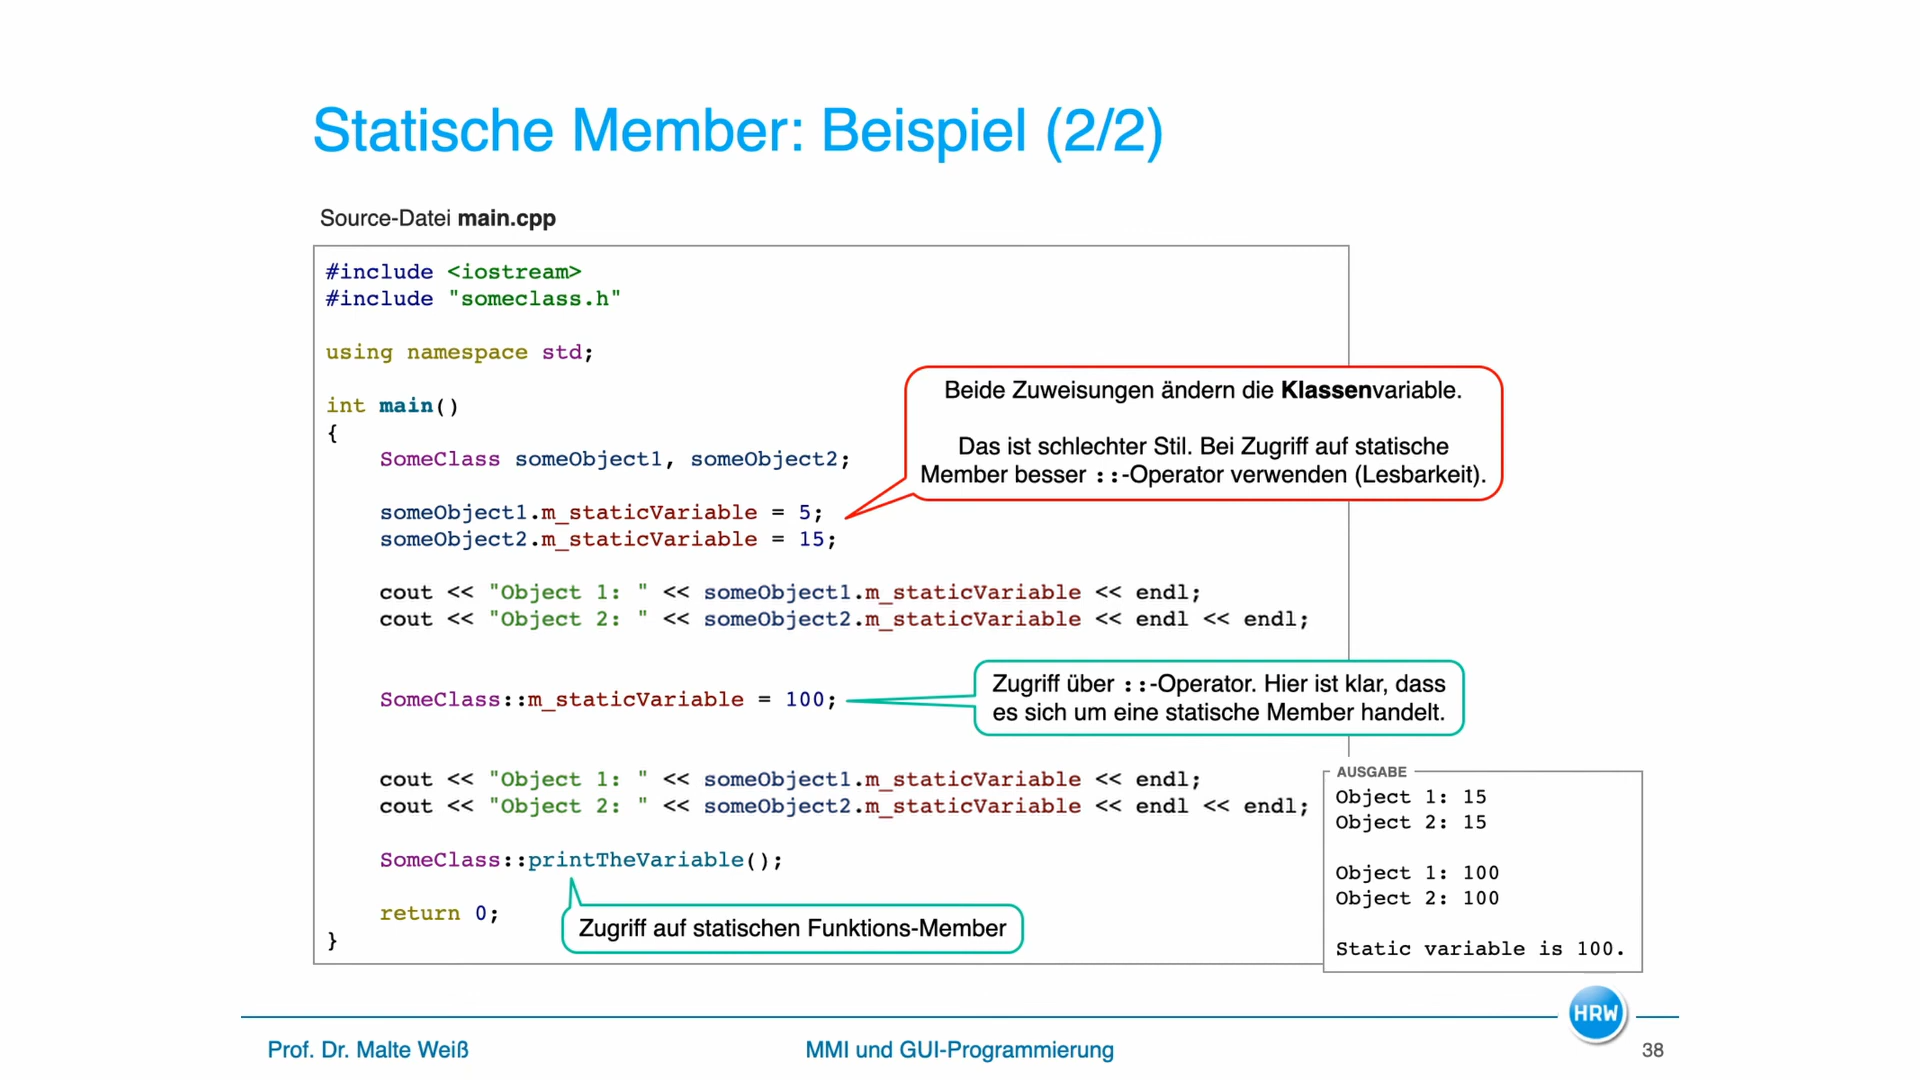 Statische Member: Beispiel (2/2)
Source-Datei main.cpp
#include <iostream>
#include "someclass.h"
using namespace std;
int main()
{
SomeClass someObject1, someObject2;
someObject1.m_staticVariable = 5;
someObject2.m_staticVariable = 15;
cout << "Object 1: " << someObject1.m_staticVariable << endl;
cout << "Object 2: " << someObject2.m_staticVariable << endl << endl;
SomeClass::m_staticVariable = 100;
cout << "Object 1: " << someObject1.m_staticVariable << endl;
cout << "Object 2: " << someObject2.m_staticVariable << endl << endl;
SomeClass::printTheVariable();
return 0;
}
Beide Zuweisungen ändern die Klassenvariable.
Das ist schlechter Stil. Bei Zugriff auf statische
Member besser ::-Operator verwenden (Lesbarkeit).
Zugriff über ::-Operator. Hier ist klar, dass
es sich um eine statische Member handelt.
Zugriff auf statischen Funktions-Member
AUSGABE
Object 1: 15
Object 2: 15
Object 1: 100
Object 2: 100
Static variable is 100.
HRW
Prof. Dr. Malte Weiß
MMI und GUI-Programmierung
38